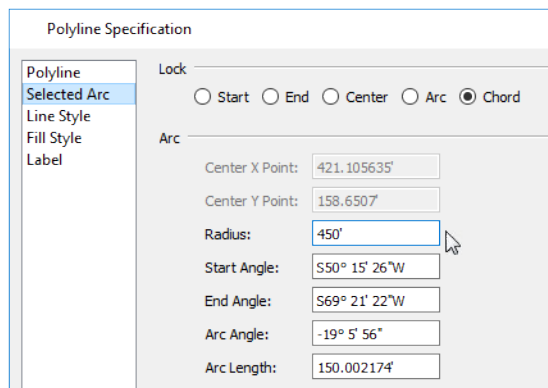 Polyline Specification
Polyline
Selected Arc
Line Style
Fill Style
Label
Lock
Start End Center Arc Chord
Arc
Center X Point: 421.105635'
Center Y Point: 158.6507'
Radius: 450'
Start Angle: S50° 15' 26"W
End Angle: S69° 21' 22"W
Arc Angle: -19° 5' 56"
Arc Length: 150.002174'